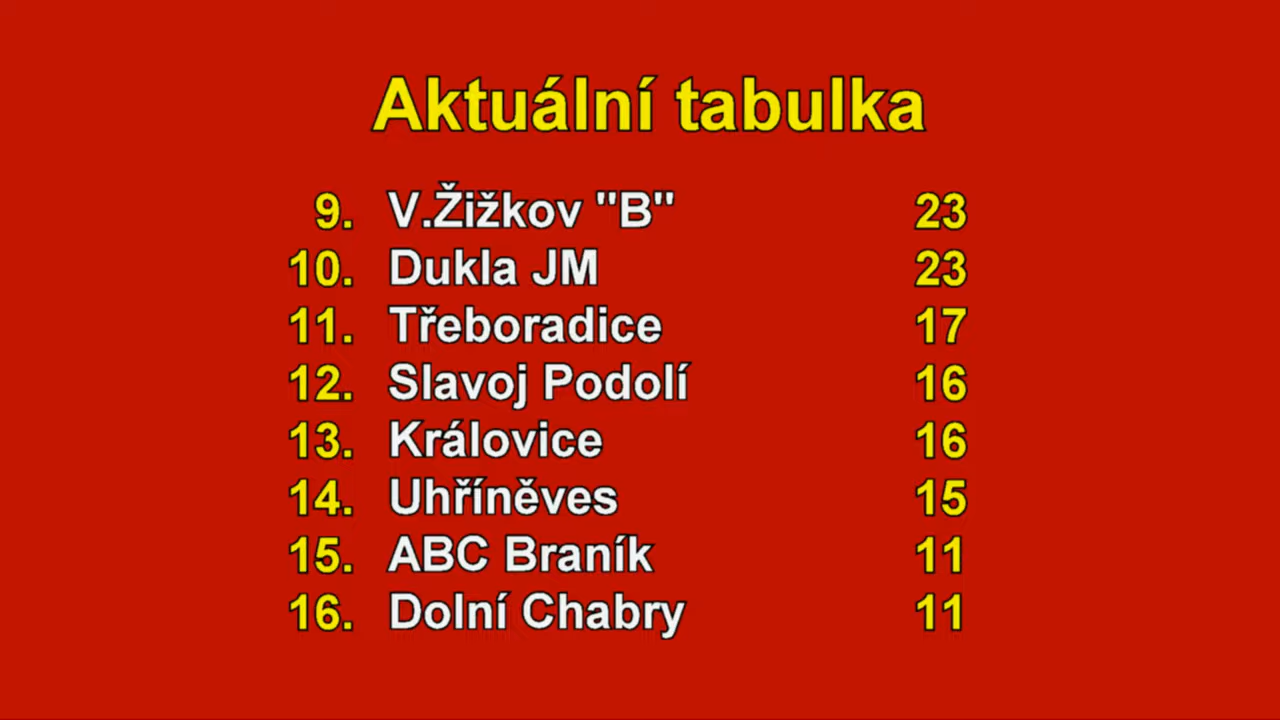 Aktuální tabulka
9. V.Žižkov "B" 23
10. Dukla JM 23
11. Třeboradice 17
12. Slavoj Podolí 16
13. Královice 16
14. Uhříněves 15
15. ABC Braník 11
16. Dolní Chabry 11